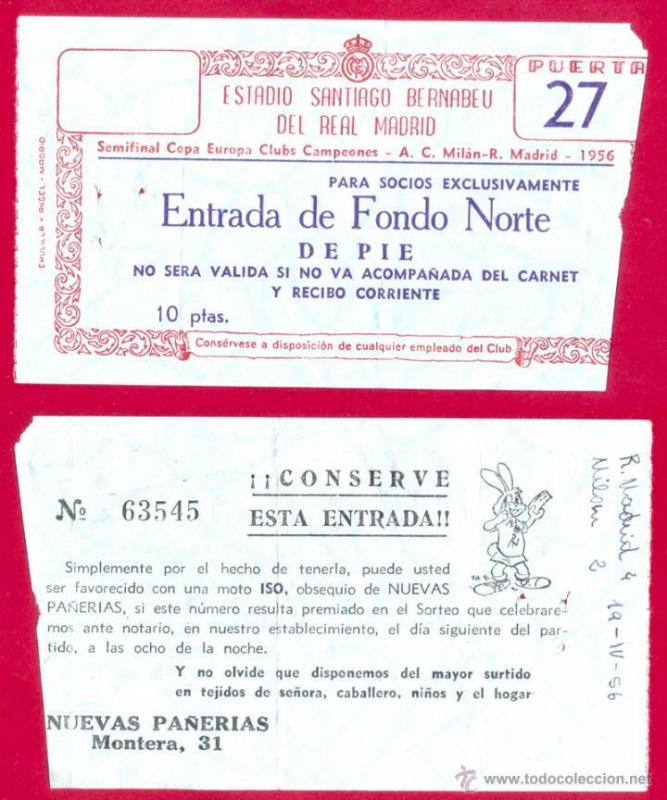 PUERTA
27
ESTADIO SANTIAGO BERNABEU
DEL REAL MADRID
Semifinal Copa Europa Clubs Campeones - A. C. Milán-R. Madrid - 1956
PARA SOCIOS EXCLUSIVAMENTE
Entrada de Fondo Norte
DE PIE
NO SERA VALIDA SI NO VA ACOMPAÑADA DEL CARNET
Y RECIBO CORRIENTE
10 ptas.
Consérvese a disposición de cualquier empleado del Club
CHULILLA Y ANGEL - MADRID
Nº 63545
¡¡CONSERVE
ESTA ENTRADA!!
Simplemente por el hecho de tenerla, puede usted
ser favorecido con una moto ISO, obsequio de NUEVAS
PAÑERIAS, si este número resulta premiado en el Sorteo que celebrare-
mos ante notario, en nuestro establecimiento, el día siguiente del par-
tido, a las ocho de la noche.
Y no olvide que disponemos del mayor surtido
en tejidos de señora, caballero, niños y el hogar
NUEVAS PAÑERIAS
Montera, 31
R. Madrid 4
Milan 2
19-IV-56
www.todocoleccion.net